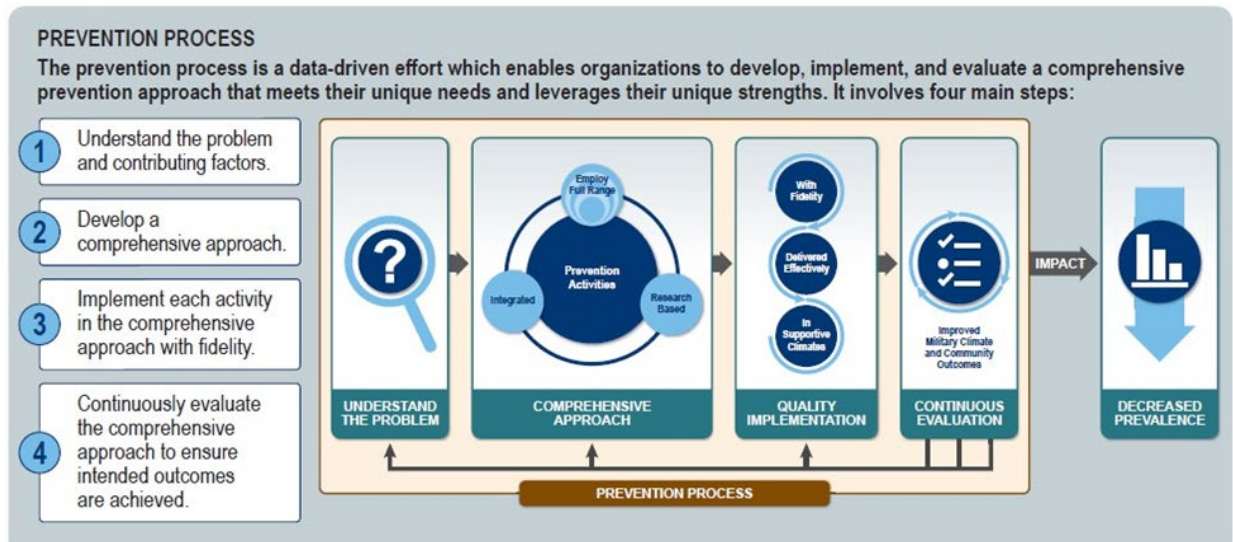 PREVENTION PROCESS
The prevention process is a data-driven effort which enables organizations to develop, implement, and evaluate a comprehensive
prevention approach that meets their unique needs and leverages their unique strengths. It involves four main steps:
1
Understand the problem
and contributing factors.
2
Develop a
comprehensive approach.
3
Implement each activity
in the comprehensive
approach with fidelity.
4
Continuously evaluate
the comprehensive
approach to ensure
intended outcomes
are achieved.
?
UNDERSTAND
THE PROBLEM
Employ
Full Range
Prevention
Activities
Integrated
Research
Based
COMPREHENSIVE
APPROACH
With
Fidelity
Delivered
Effectively
In
Supportive
Climates
QUALITY
IMPLEMENTATION
Improved
Military Climate
and Community
Outcomes
CONTINUOUS
EVALUATION
IMPACT
DECREASED
PREVALENCE
PREVENTION PROCESS